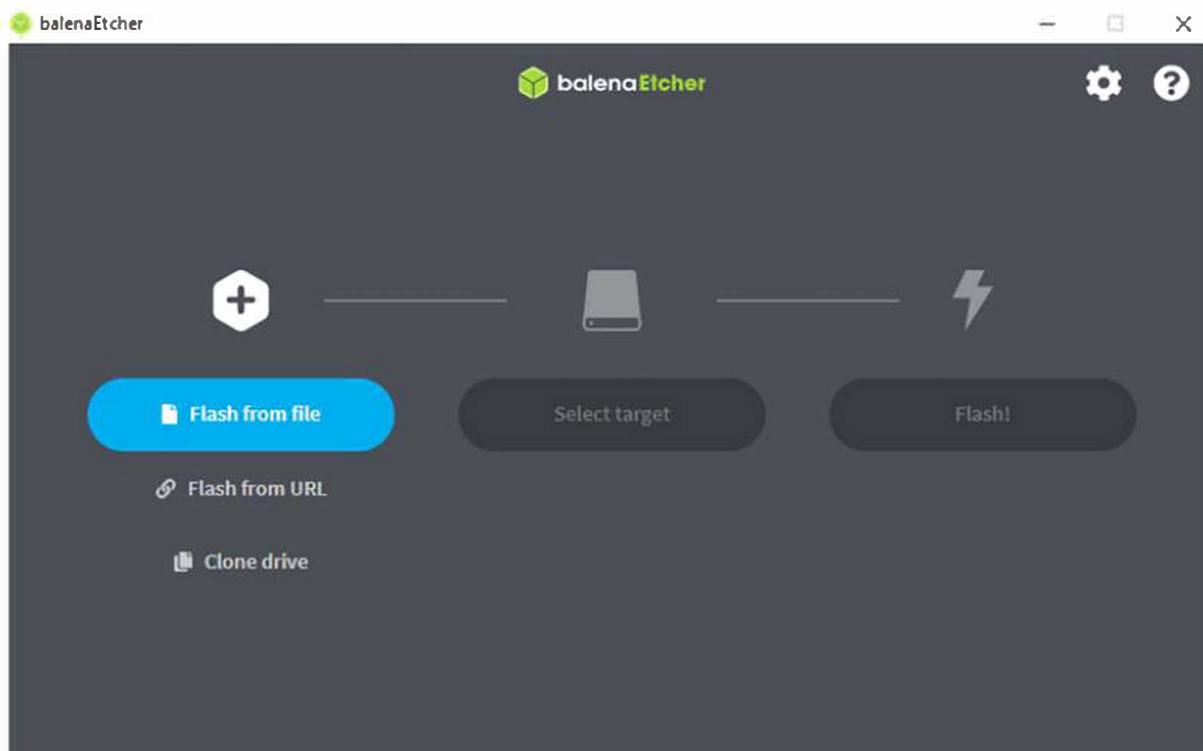 balenaEtcher
balenaEtcher
Flash from file
Select target
Flash!
Flash from URL
Clone drive